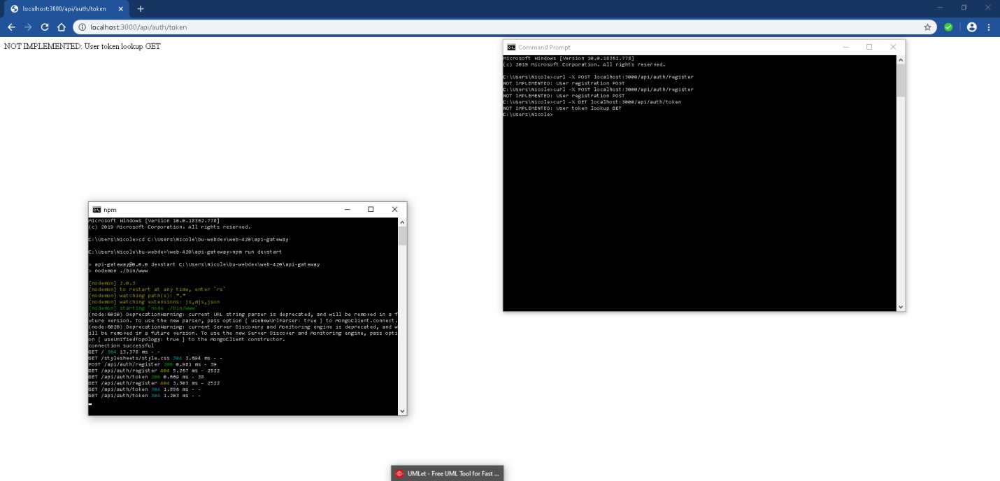 localhost:3000/api/auth/token
localhost:3000/api/auth/token
NOT IMPLEMENTED: User token lookup GET
Command Prompt
Microsoft Windows [Version 10.0.18362.778]
(c) 2019 Microsoft Corporation. All rights reserved.
C:\Users\Nicole>curl -X POST localhost:3000/api/auth/register
NOT IMPLEMENTED: User registration POST
C:\Users\Nicole>curl -X POST localhost:3000/api/auth/register
NOT IMPLEMENTED: User registration POST
C:\Users\Nicole>curl -X GET localhost:3000/api/auth/token
NOT IMPLEMENTED: User token lookup GET
C:\Users\Nicole>
npm
Microsoft Windows [Version 10.0.18362.778]
(c) 2019 Microsoft Corporation. All rights reserved.
C:\Users\Nicole>cd C:\Users\Nicole\bu-webdev\web-420\api-gateway
C:\Users\Nicole\bu-webdev\web-420\api-gateway>npm run devstart
> api-gateway@0.0.0 devstart C:\Users\Nicole\bu-webdev\web-420\api-gateway
> nodemon ./bin/www
[nodemon] 2.0.3
[nodemon] to restart at any time, enter `rs`
[nodemon] watching path(s): *.*
[nodemon] watching extensions: js,mjs,json
[nodemon] starting `node ./bin/www`
(node:6020) DeprecationWarning: current URL string parser is deprecated, and will be removed in a f
uture version. To use the new parser, pass option { useNewUrlParser: true } to MongoClient.connect.
(node:6020) DeprecationWarning: current Server Discovery and Monitoring engine is deprecated, and w
ill be removed in a future version. To use the new Server Discover and Monitoring engine, pass opti
on { useUnifiedTopology: true } to the MongoClient constructor.
connection successful
GET / 304 13.378 ms - -
GET /stylesheets/style.css 304 3.694 ms - -
POST /api/auth/register 200 0.981 ms - 39
GET /api/auth/register 404 5.267 ms - 2522
GET /api/auth/token 200 0.669 ms - 38
GET /api/auth/register 404 3.303 ms - 2522
GET /api/auth/token 304 1.856 ms - -
GET /api/auth/token 304 1.203 ms - -
UMLet - Free UML Tool for Fast ...